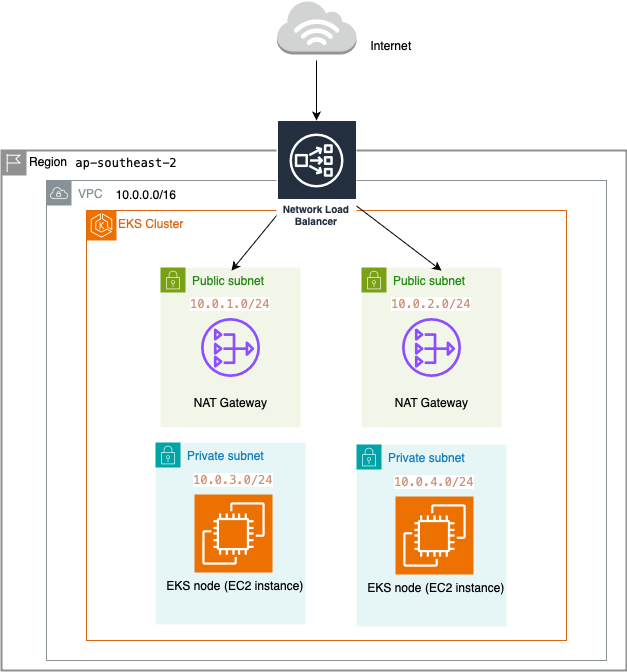 Internet
Region ap-southeast-2
VPC 10.0.0.0/16
Network Load
Balancer
EKS Cluster
Public subnet
10.0.1.0/24
NAT Gateway
Public subnet
10.0.2.0/24
NAT Gateway
Private subnet
10.0.3.0/24
EKS node (EC2 instance)
Private subnet
10.0.4.0/24
EKS node (EC2 instance)